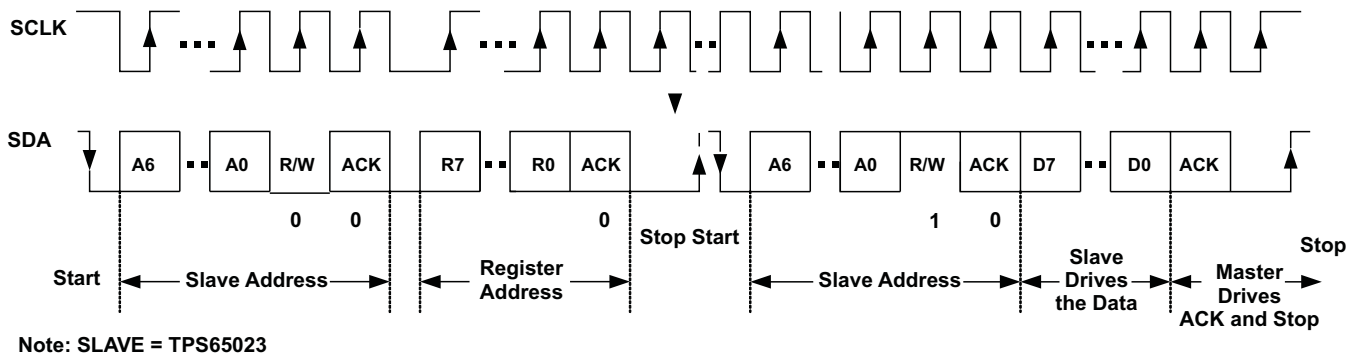 SCLK
SDA
A6 A0 R/W ACK R7 R0 ACK A6 A0 R/W ACK D7 D0 ACK
0 0 0 1 0
Stop Start
Start
Slave Address
Register
Address
Slave Address
Slave
Drives
the Data
Master
Drives
ACK and Stop
Stop
Note: SLAVE = TPS65023